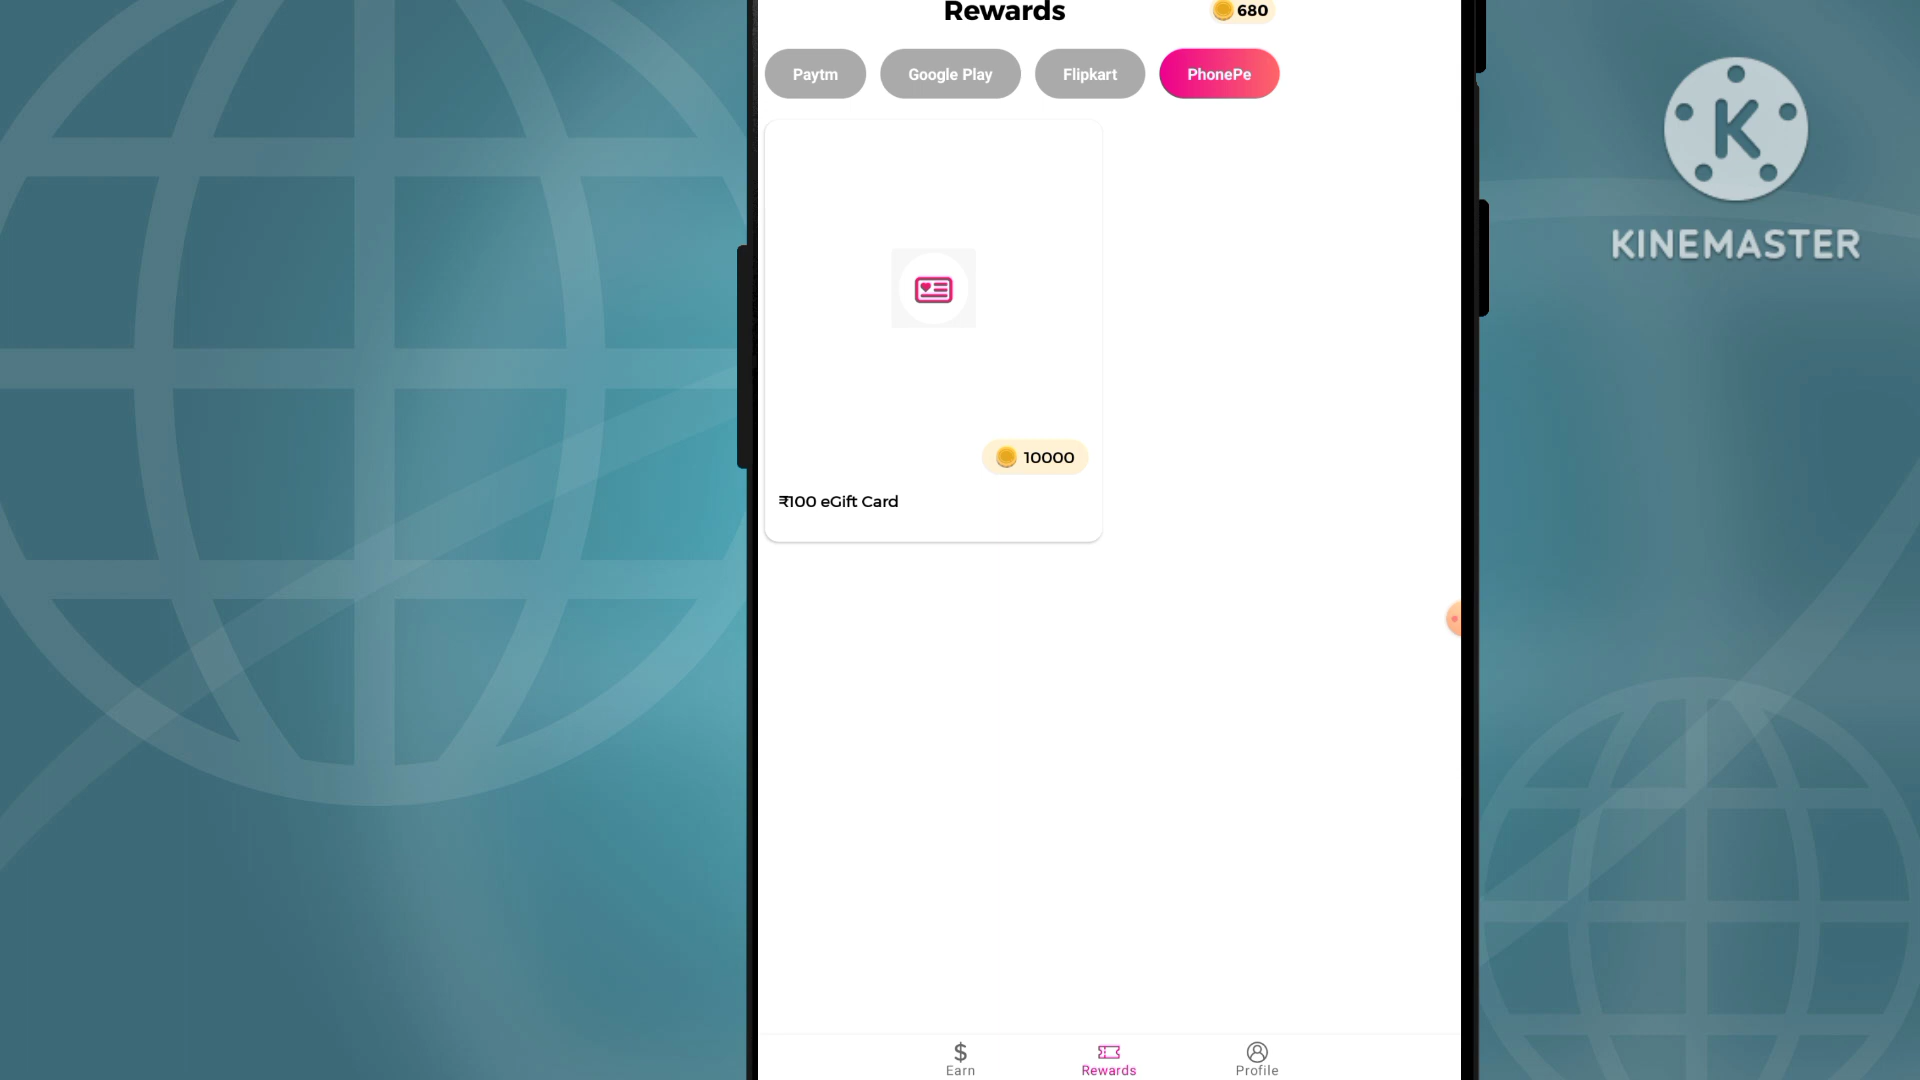 Rewards
680
Paytm
Google Play
Flipkart
PhonePe
K
KINEMASTER
10000
₹100 eGift Card
$
Earn
Rewards
Profile